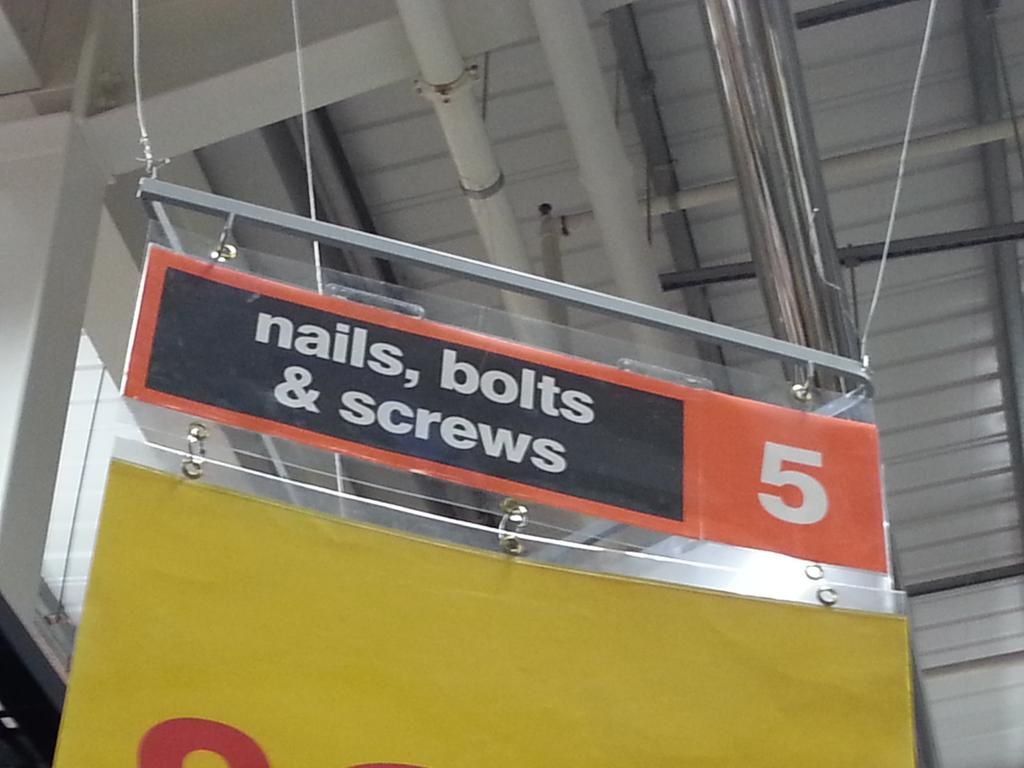 nails, bolts
& screws
5